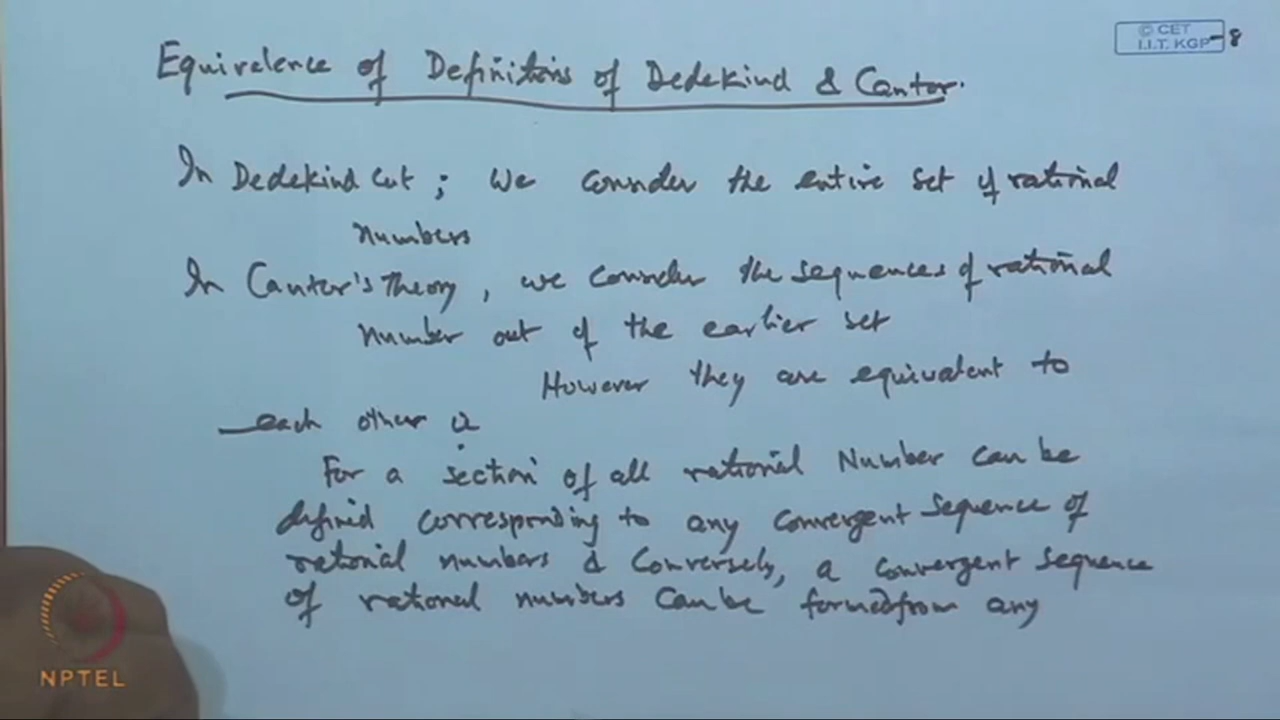 © CET
I.I.T. KGP -8
Equivalence of Definitions of Dedekind & Cantor.
In Dedekind cut ; we consider the entire set of rational
numbers
In Cantor's Theory , we consider the sequences of rational
number out of the earlier set
However they are equivalent to
each other ie
For a section of all rational Number can be
defined corresponding to any convergent sequence of
rational numbers & Conversely, a convergent sequence
of rational numbers can be formed from any
NPTEL